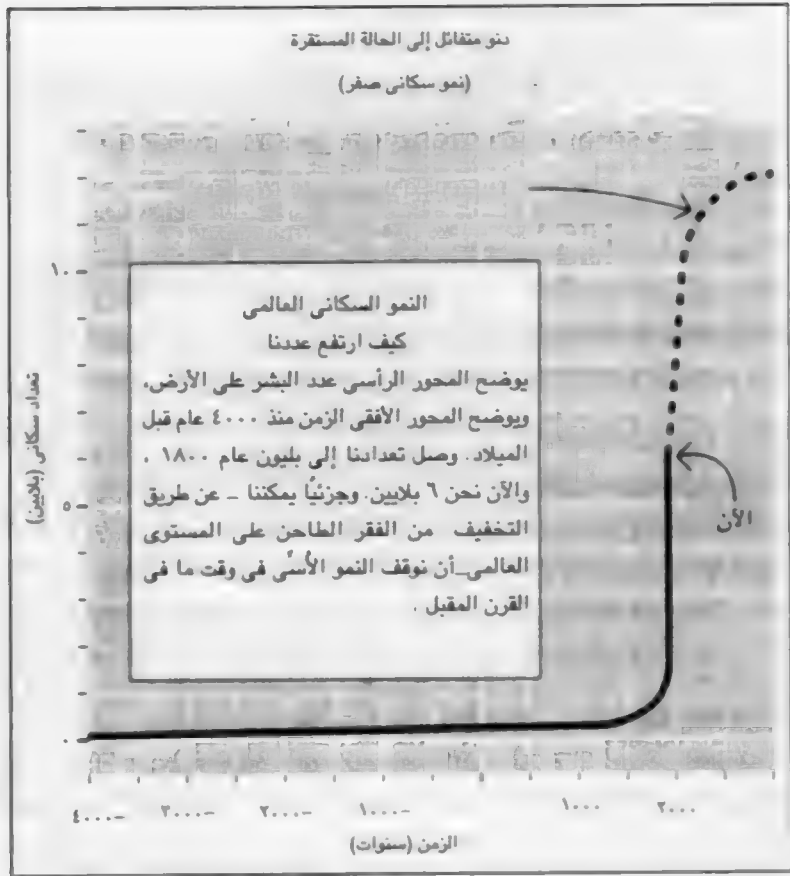 دنو متفائل إلى الحالة المستقرة
(نمو سكانى صفر)
١٠
٥
٠
تعداد سكانى (بلايين)
النمو السكانى العالمى
كيف ارتفع عددنا
يوضح المحور الرأسى عدد البشر على الأرض،
ويوضح المحور الأفقى الزمن منذ ٤٠٠٠ عام قبل
الميلاد. وصل تعدادنا إلى بليون عام ١٨٠٠ ،
والآن نحن ٦ بلايين. وجزئيًا يمكننا – عن طريق
التخفيف من الفقر الطاحن على المستوى
العالمى–أن نوقف النمو الأسّى فى وقت ما فى
القرن المقبل .
الآن
٤٠٠٠– ٣٠٠٠– ٢٠٠٠– ١٠٠٠– ١٠٠٠ ٢٠٠٠
الزمن (سنوات)